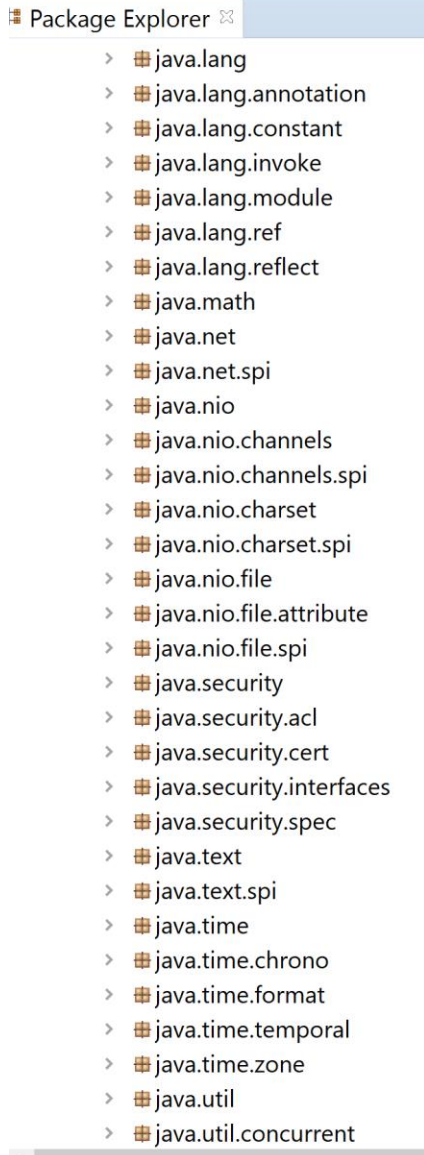 Package Explorer
java.lang
java.lang.annotation
java.lang.constant
java.lang.invoke
java.lang.module
java.lang.ref
java.lang.reflect
java.math
java.net
java.net.spi
java.nio
java.nio.channels
java.nio.channels.spi
java.nio.charset
java.nio.charset.spi
java.nio.file
java.nio.file.attribute
java.nio.file.spi
java.security
java.security.acl
java.security.cert
java.security.interfaces
java.security.spec
java.text
java.text.spi
java.time
java.time.chrono
java.time.format
java.time.temporal
java.time.zone
java.util
java.util.concurrent